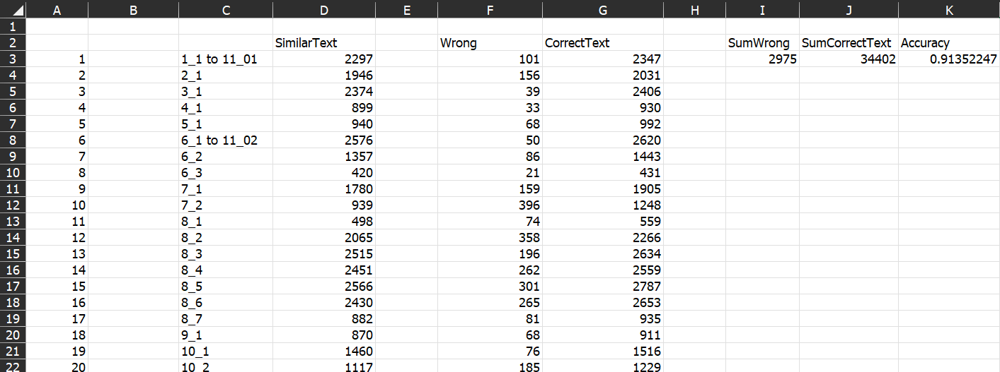 A B C D E F G H I J K
1
2 SimilarText Wrong CorrectText SumWrong SumCorrectText Accuracy
3 1 1_1 to 11_01 2297 101 2347 2975 34402 0.91352247
4 2 2_1 1946 156 2031
5 3 3_1 2374 39 2406
6 4 4_1 899 33 930
7 5 5_1 940 68 992
8 6 6_1 to 11_02 2576 50 2620
9 7 6_2 1357 86 1443
10 8 6_3 420 21 431
11 9 7_1 1780 159 1905
12 10 7_2 939 396 1248
13 11 8_1 498 74 559
14 12 8_2 2065 358 2266
15 13 8_3 2515 196 2634
16 14 8_4 2451 262 2559
17 15 8_5 2566 301 2787
18 16 8_6 2430 265 2653
19 17 8_7 882 81 935
20 18 9_1 870 68 911
21 19 10_1 1460 76 1516
22 20 10_2 1117 185 1229